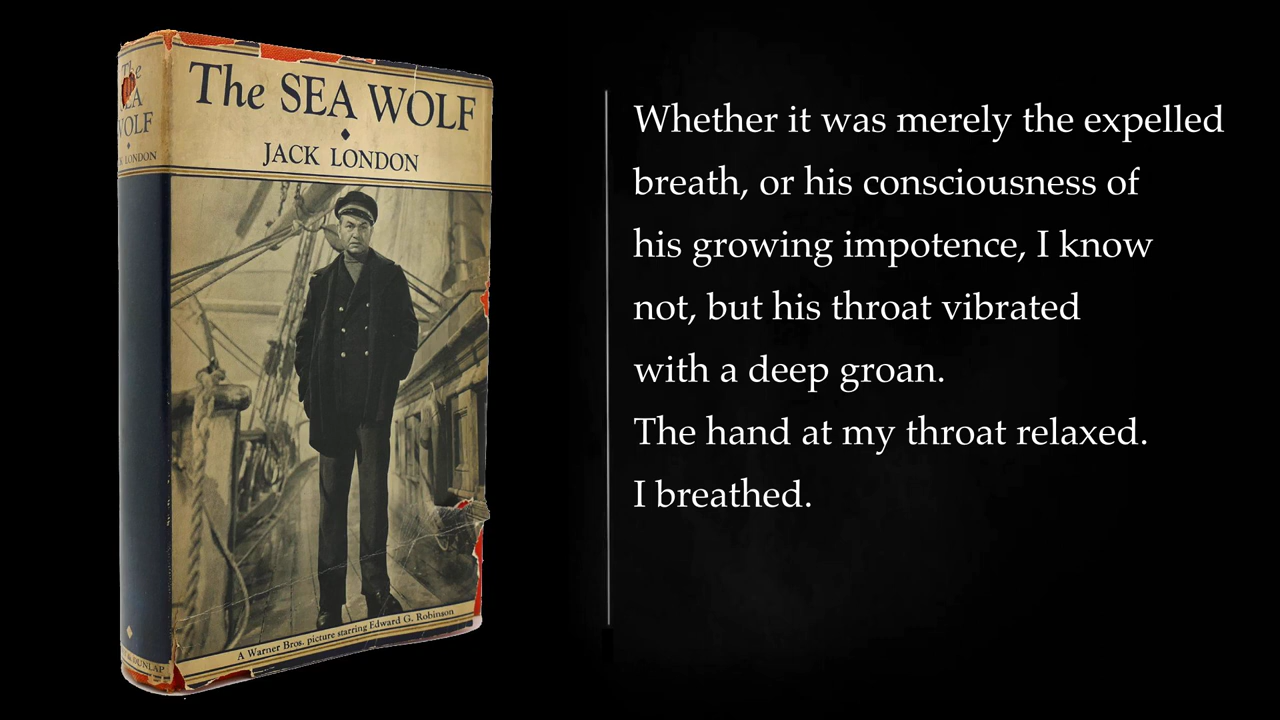 The SEA WOLF
JACK LONDON
A Warner Bros. picture starring Edward G. Robinson
The
SEA
WOLF
LONDON
DUNLAP
Whether it was merely the expelled
breath, or his consciousness of
his growing impotence, I know
not, but his throat vibrated
with a deep groan.
The hand at my throat relaxed.
I breathed.